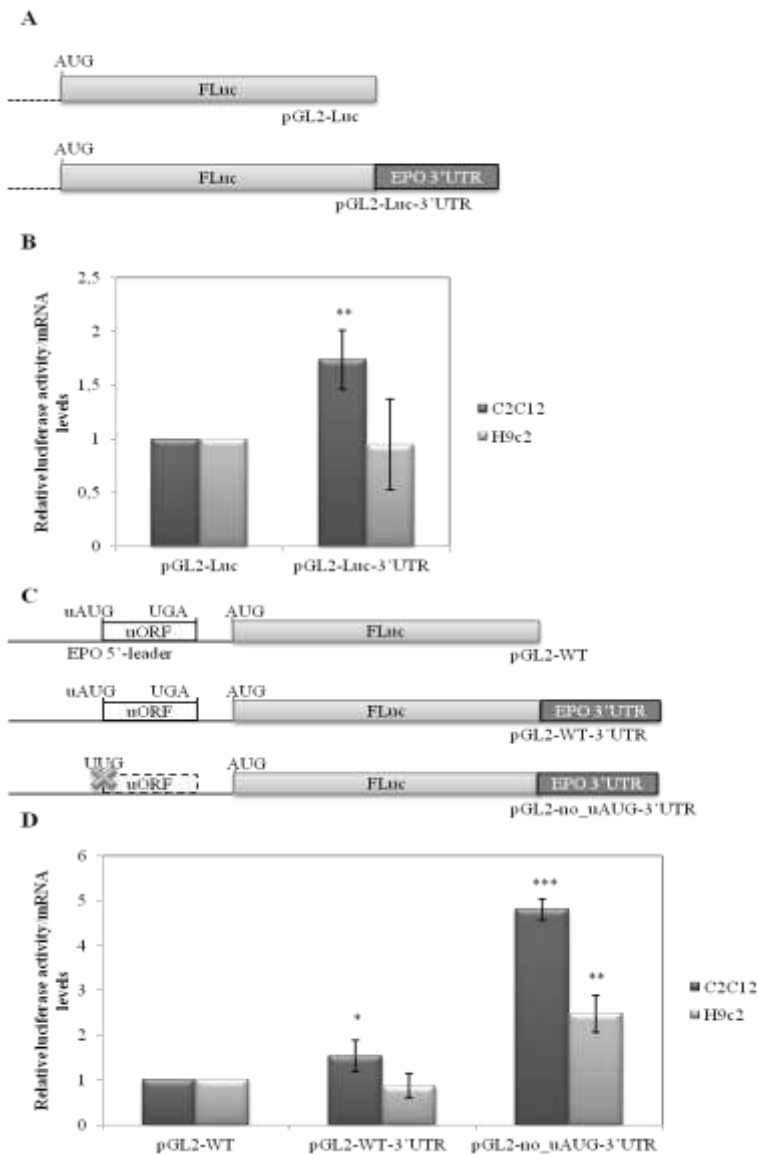 A
AUG
FLuc
pGL2-Luc
AUG
FLuc
EPO 3'UTR
pGL2-Luc-3'UTR
B
Relative luciferase activity/mRNA
levels
2,5
2
1,5
1
0,5
0
**
pGL2-Luc
pGL2-Luc-3'UTR
C2C12
H9c2
C
uAUG
UGA
AUG
uORF
FLuc
EPO 5'-leader
pGL2-WT
uAUG
UGA
AUG
uORF
FLuc
EPO 3'UTR
pGL2-WT-3'UTR
UUG
AUG
uORF
FLuc
EPO 3'UTR
pGL2-no_uAUG-3'UTR
D
Relative luciferase activity/mRNA
levels
6
5
4
3
2
1
0
*
***
**
pGL2-WT
pGL2-WT-3'UTR
pGL2-no_uAUG-3'UTR
C2C12
H9c2